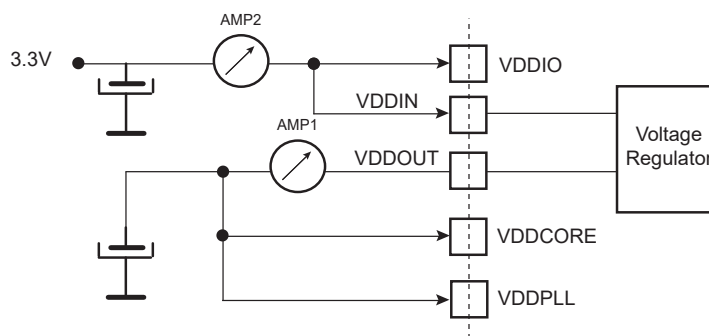 AMP2
3.3V
VDDIO
VDDIN
AMP1
VDDOUT
Voltage
Regulator
VDDCORE
VDDPLL